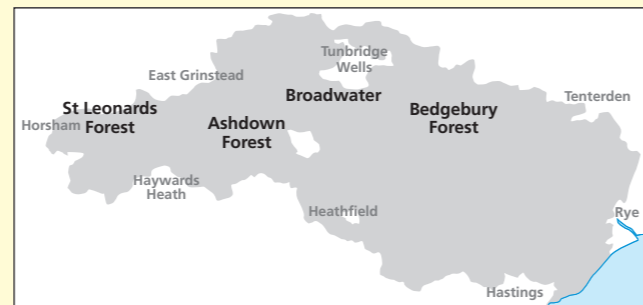 Tunbridge
Wells
East Grinstead
Broadwater
Bedgebury
Forest
Tenterden
St Leonards
Forest
Horsham
Ashdown
Forest
Haywards
Heath
Heathfield
Rye
Hastings